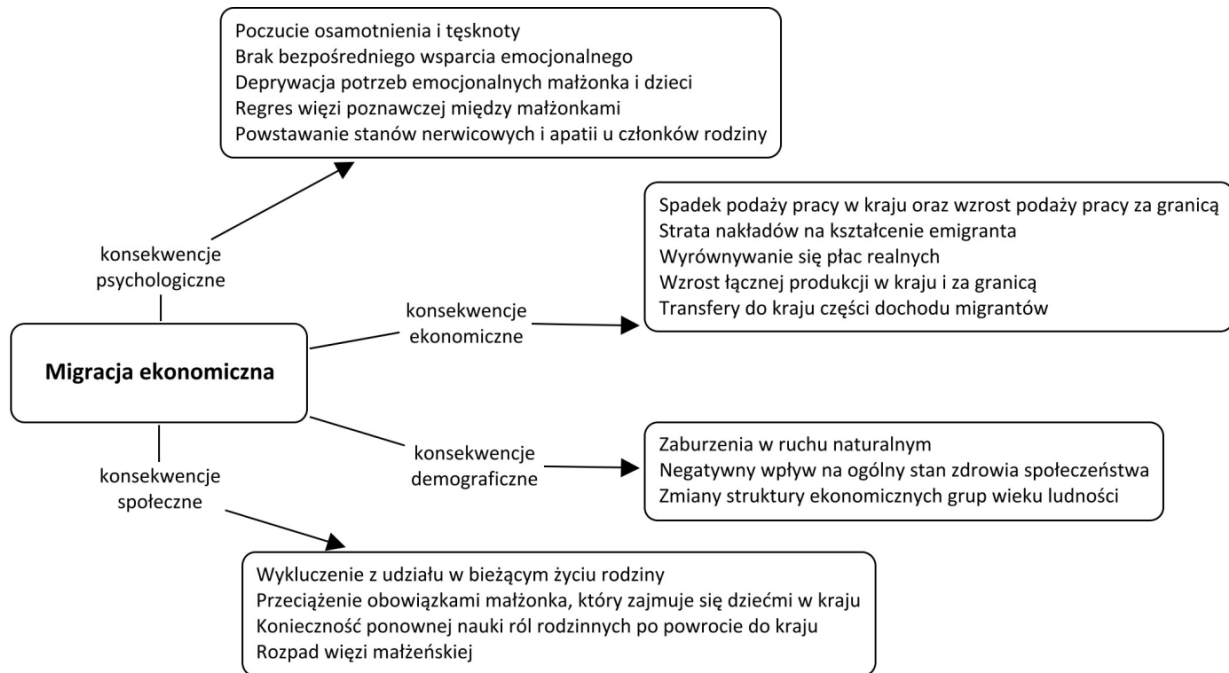 Poczucie osamotnienia i tęsknoty
Brak bezpośredniego wsparcia emocjonalnego
Deprywacja potrzeb emocjonalnych małżonka i dzieci
Regres więzi poznawczej między małżonkami
Powstawanie stanów nerwicowych i apatii u członków rodziny
konsekwencje
psychologiczne
Spadek podaży pracy w kraju oraz wzrost podaży pracy za granicą
Strata nakładów na kształcenie emigranta
Wyrównywanie się płac realnych
Wzrost łącznej produkcji w kraju i za granicą
Transfery do kraju części dochodu migrantów
konsekwencje
ekonomiczne
Migracja ekonomiczna
konsekwencje
demograficzne
Zaburzenia w ruchu naturalnym
Negatywny wpływ na ogólny stan zdrowia społeczeństwa
Zmiany struktury ekonomicznych grup wieku ludności
konsekwencje
społeczne
Wykluczenie z udziału w bieżącym życiu rodziny
Przeciążenie obowiązkami małżonka, który zajmuje się dziećmi w kraju
Konieczność ponownej nauki ról rodzinnych po powrocie do kraju
Rozpad więzi małżeńskiej